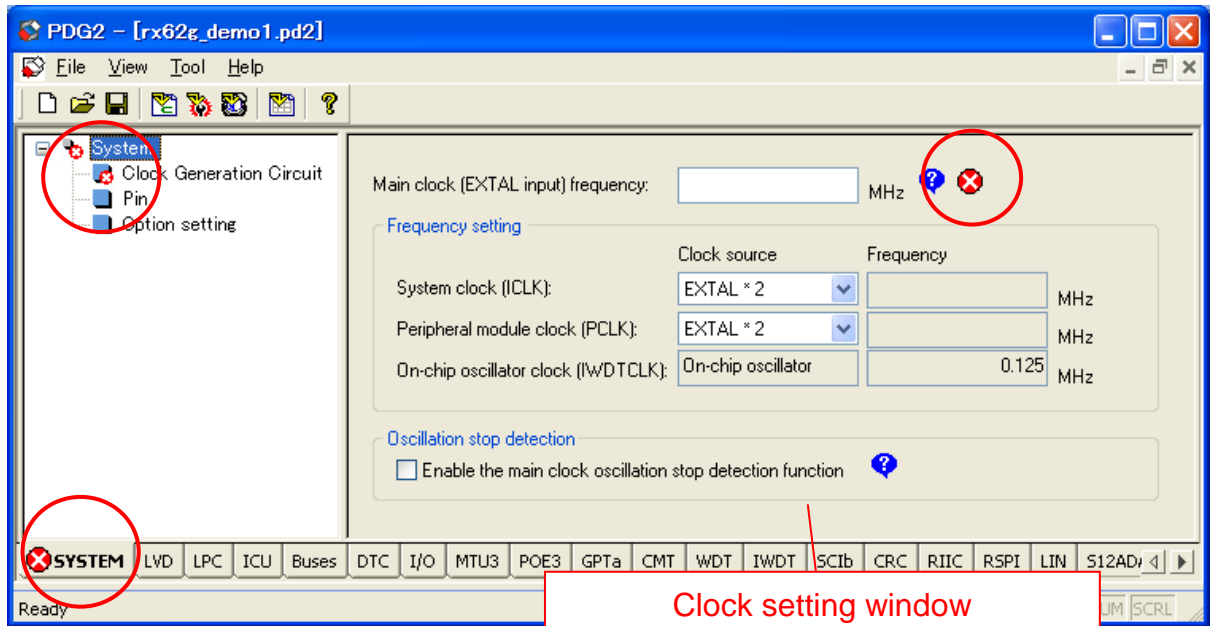 PDG2 - [rx62g_demo1.pd2]
File View Tool Help
System
Clock Generation Circuit
Pin
Option setting
Main clock (EXTAL input) frequency: MHz
Frequency setting
Clock source Frequency
System clock (ICLK): EXTAL * 2 MHz
Peripheral module clock (PCLK): EXTAL * 2 MHz
On-chip oscillator clock (IWDTCLK): On-chip oscillator 0.125 MHz
Oscillation stop detection
Enable the main clock oscillation stop detection function
SYSTEM LVD LPC ICU Buses DTC I/O MTU3 POE3 GPTa CMT WDT IWDT SCIb CRC RIIC RSPI LIN S12AD
Clock setting window
Ready SCRL